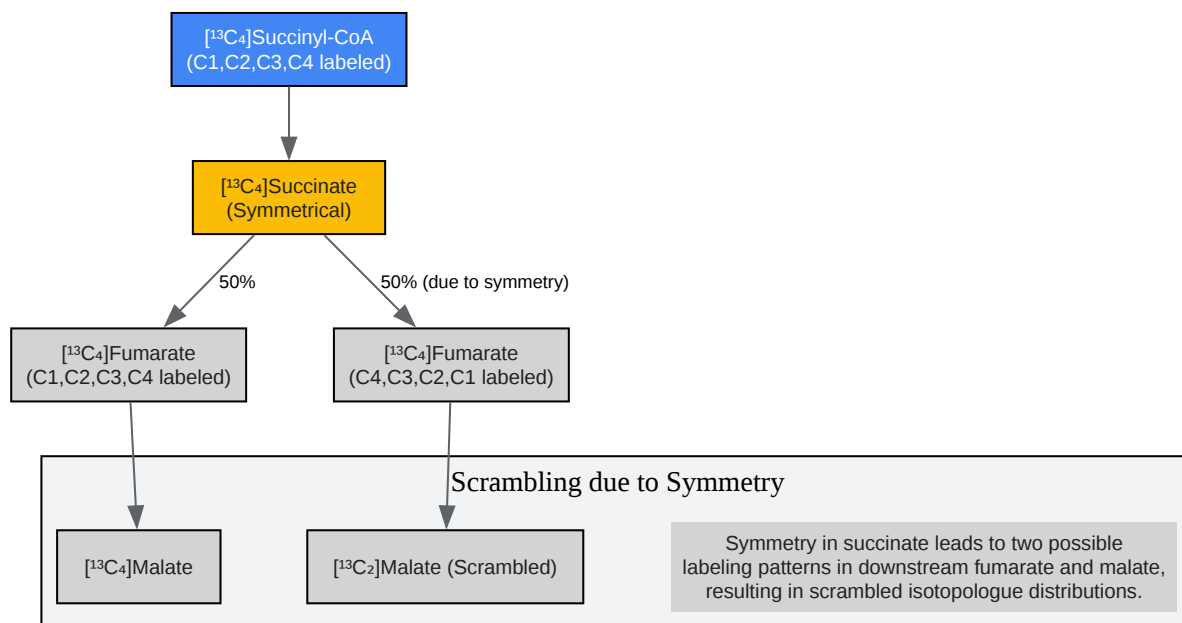 [¹³C₄]Succinyl-CoA
(C1,C2,C3,C4 labeled)
[¹³C₄]Succinate
(Symmetrical)
50%
50% (due to symmetry)
[¹³C₄]Fumarate
(C1,C2,C3,C4 labeled)
[¹³C₄]Fumarate
(C4,C3,C2,C1 labeled)
Scrambling due to Symmetry
[¹³C₄]Malate
[¹³C₂]Malate (Scrambled)
Symmetry in succinate leads to two possible
labeling patterns in downstream fumarate and malate,
resulting in scrambled isotopologue distributions.